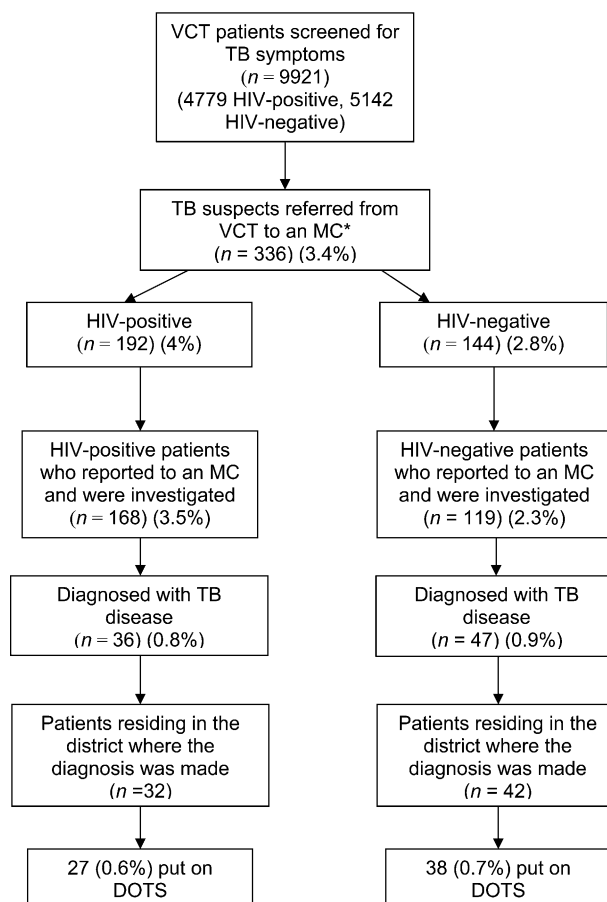 VCT patients screened for
TB symptoms
(n = 9921)
(4779 HIV-positive, 5142
HIV-negative)
TB suspects referred from
VCT to an MC*
(n = 336) (3.4%)
HIV-positive
(n = 192) (4%)
HIV-negative
(n = 144) (2.8%)
HIV-positive patients
who reported to an MC
and were investigated
(n = 168) (3.5%)
HIV-negative patients
who reported to an MC
and were investigated
(n = 119) (2.3%)
Diagnosed with TB
disease
(n = 36) (0.8%)
Diagnosed with TB
disease
(n = 47) (0.9%)
Patients residing in the
district where the
diagnosis was made
(n =32)
Patients residing in the
district where the
diagnosis was made
(n = 42)
27 (0.6%) put on
DOTS
38 (0.7%) put on
DOTS